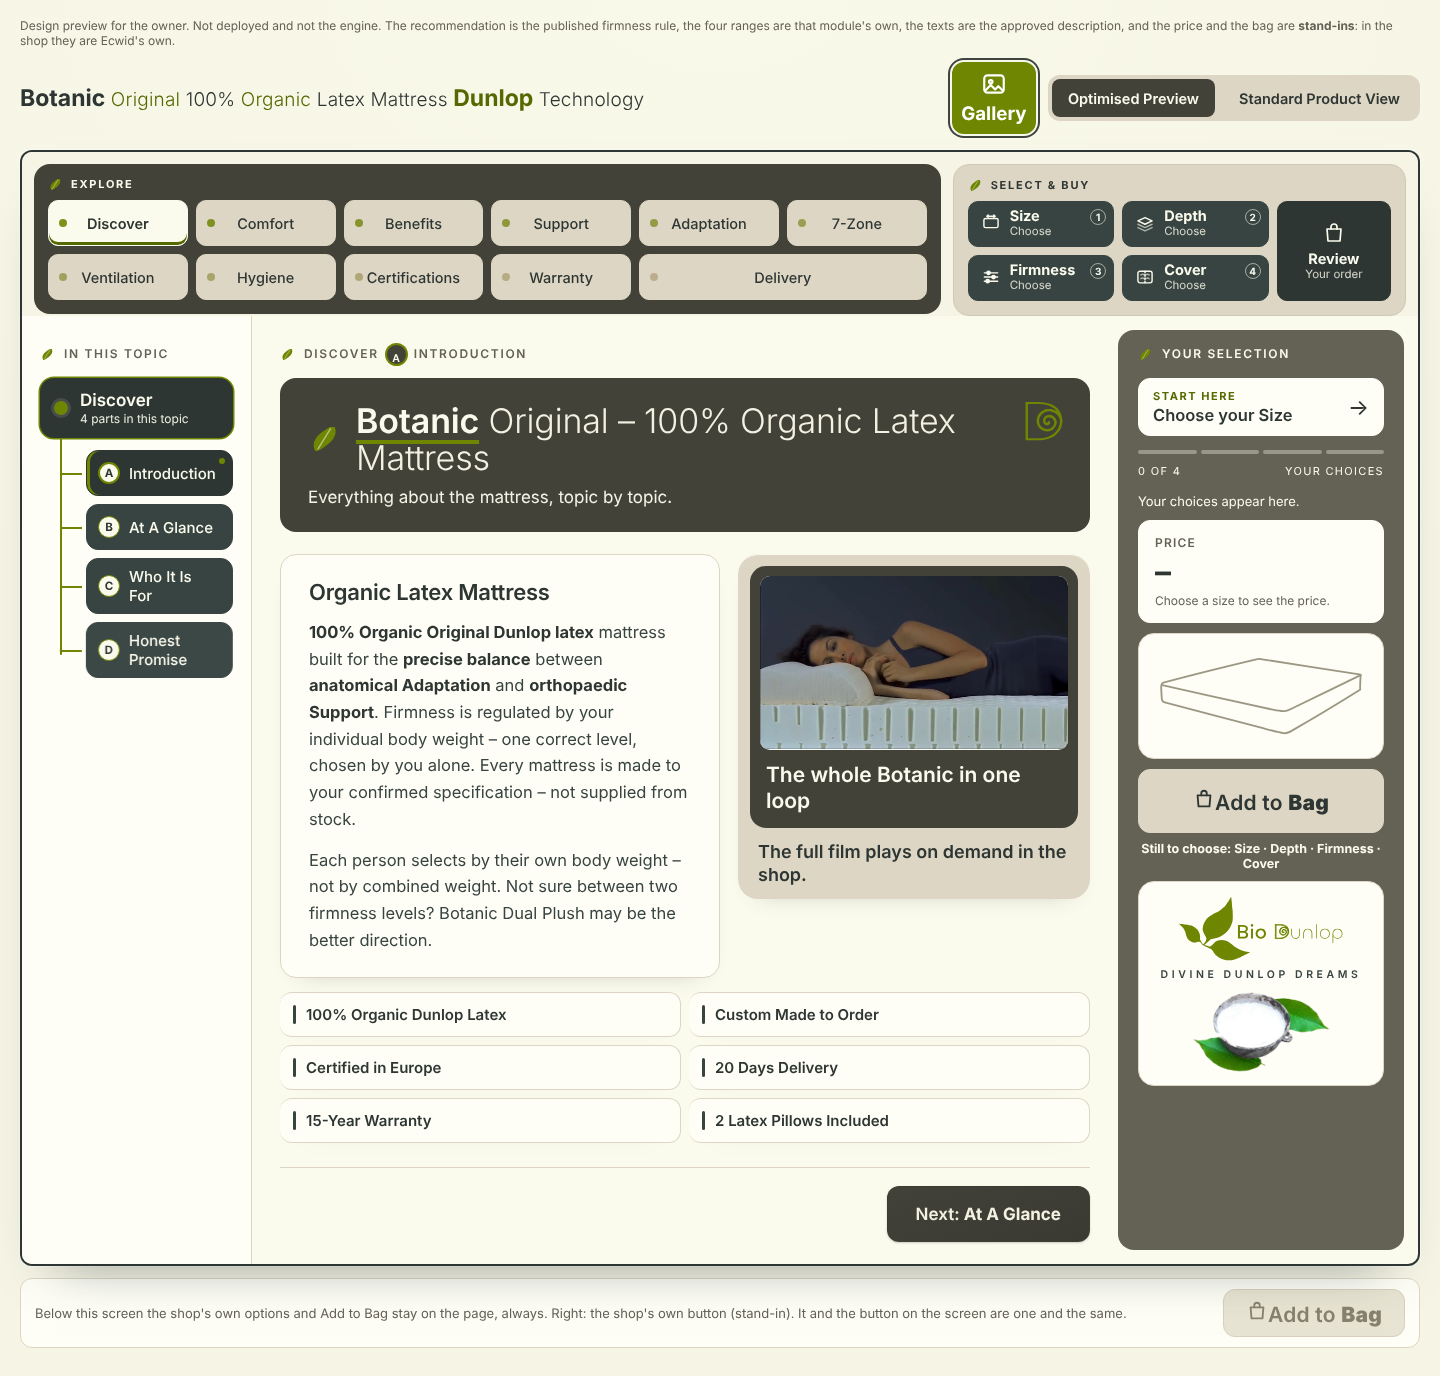 Design preview for the owner. Not deployed and not the engine. The recommendation is the published firmness rule, the four ranges are that module's own, the texts are the approved description, and the price and the bag are stand-ins: in the
shop they are Ecwid's own.
Botanic Original 100% Organic Latex Mattress Dunlop Technology
Gallery
Optimised Preview
Standard Product View
EXPLORE
Discover
Comfort
Benefits
Support
Adaptation
7-Zone
Ventilation
Hygiene
Certifications
Warranty
Delivery
SELECT & BUY
Size
Choose
1
Depth
Choose
2
Firmness
Choose
3
Cover
Choose
4
Review
Your order
IN THIS TOPIC
Discover
4 parts in this topic
A Introduction
B At A Glance
C Who It Is
For
D Honest
Promise
DISCOVER A INTRODUCTION
Botanic Original – 100% Organic Latex
Mattress
Everything about the mattress, topic by topic.
Organic Latex Mattress
100% Organic Original Dunlop latex mattress
built for the precise balance between
anatomical Adaptation and orthopaedic
Support. Firmness is regulated by your
individual body weight – one correct level,
chosen by you alone. Every mattress is made to
your confirmed specification – not supplied from
stock.
Each person selects by their own body weight –
not by combined weight. Not sure between two
firmness levels? Botanic Dual Plush may be the
better direction.
The whole Botanic in one
loop
The full film plays on demand in the
shop.
100% Organic Dunlop Latex
Custom Made to Order
Certified in Europe
20 Days Delivery
15-Year Warranty
2 Latex Pillows Included
Next: At A Glance
YOUR SELECTION
START HERE
Choose your Size
0 OF 4
YOUR CHOICES
Your choices appear here.
PRICE
–
Choose a size to see the price.
Add to Bag
Still to choose: Size · Depth · Firmness ·
Cover
Bio Dunlop
DIVINE DUNLOP DREAMS
Below this screen the shop's own options and Add to Bag stay on the page, always. Right: the shop's own button (stand-in). It and the button on the screen are one and the same.
Add to Bag